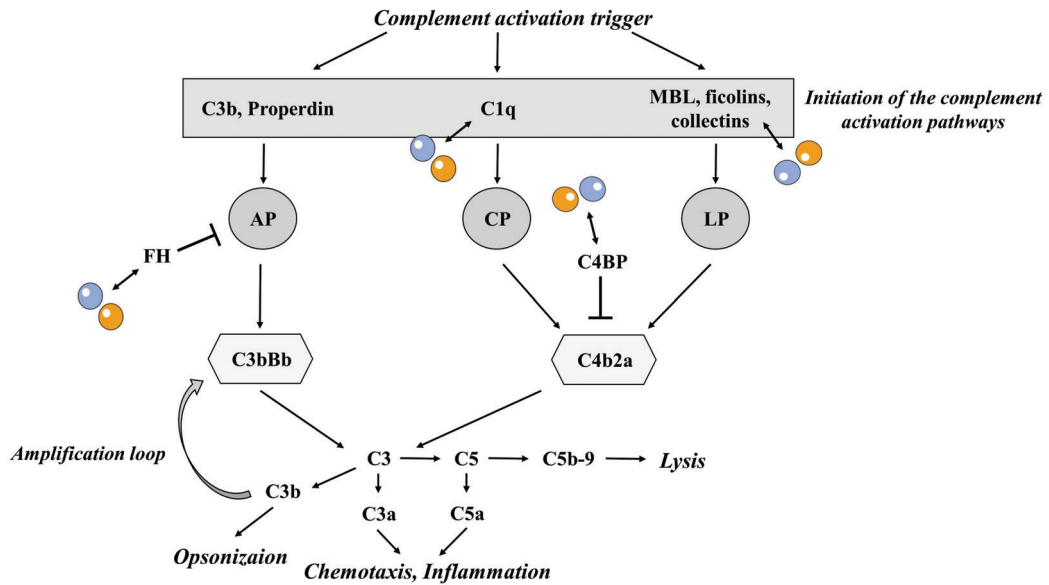 Complement activation trigger
C3b, Properdin
C1q
MBL, ficolins,
collectins
Initiation of the complement
activation pathways
AP
CP
LP
FH
C4BP
C3bBb
C4b2a
Amplification loop
C3
C5
C5b-9
Lysis
C3b
C3a
C5a
Opsonizaion
Chemotaxis, Inflammation